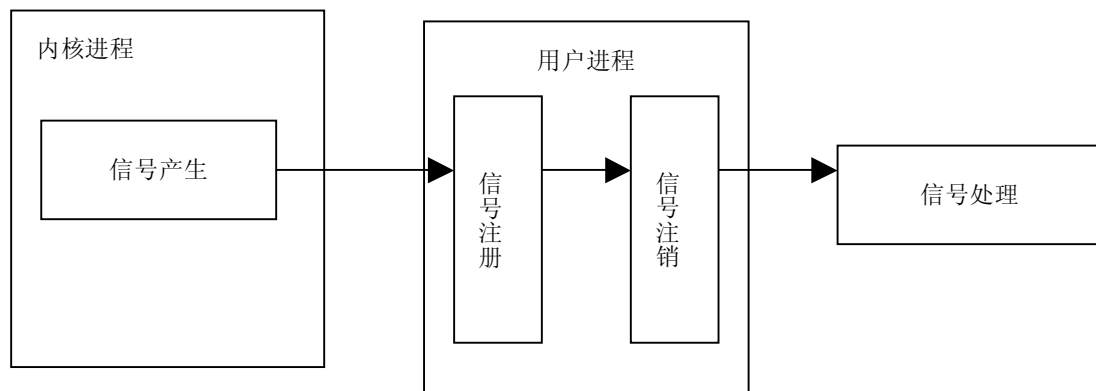 内核进程
用户进程
信号产生
信号注册
信号注销
信号处理